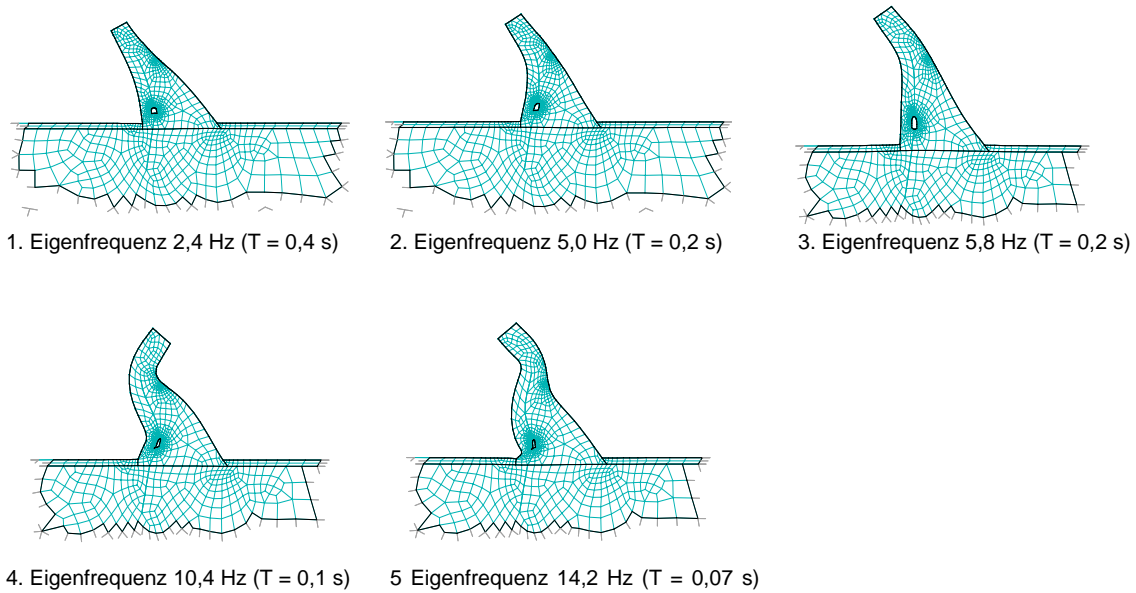 1. Eigenfrequenz 2,4 Hz (T = 0,4 s)
2. Eigenfrequenz 5,0 Hz (T = 0,2 s)
3. Eigenfrequenz 5,8 Hz (T = 0,2 s)
4. Eigenfrequenz 10,4 Hz (T = 0,1 s)
5 Eigenfrequenz 14,2 Hz (T = 0,07 s)